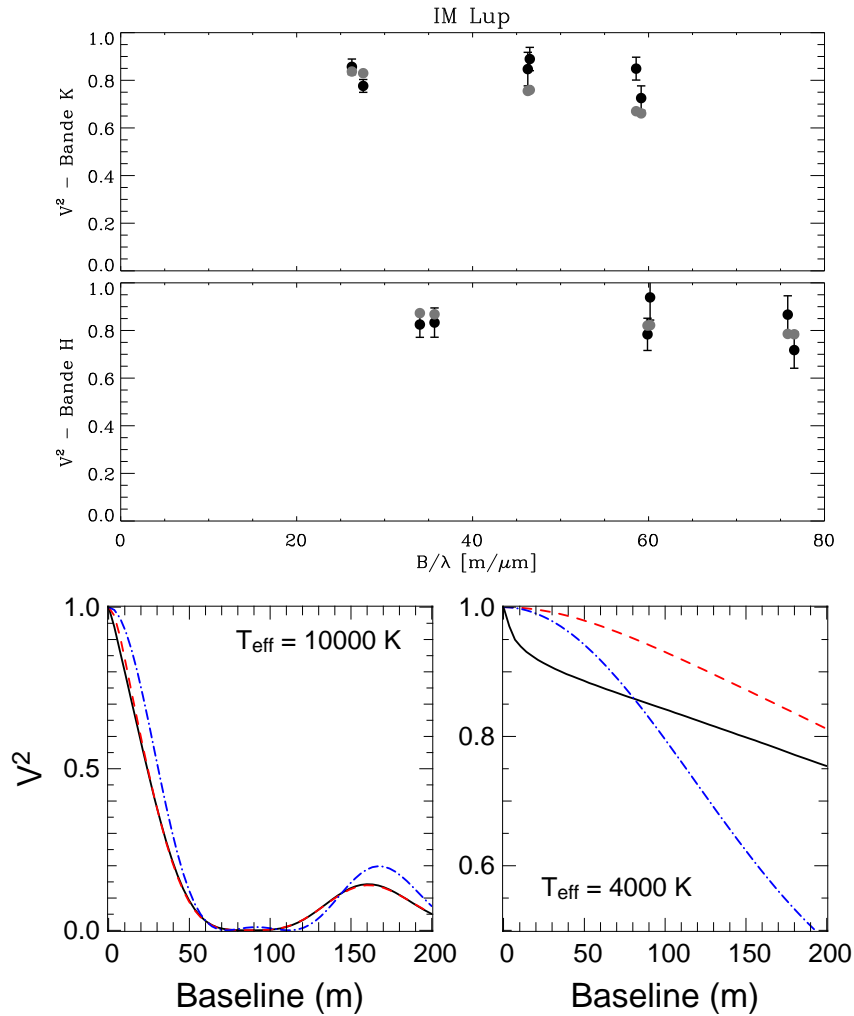 IM Lup
V² – Bande K
1.0
0.8
0.6
0.4
0.2
0.0
V² – Bande H
1.0
0.8
0.6
0.4
0.2
0.0
0 20 40 60 80
B/λ [m/μm]
V²
1.0
0.5
0.0
T_eff = 10000 K
0 50 100 150 200
Baseline (m)
1.0
0.8
0.6
T_eff = 4000 K
0 50 100 150 200
Baseline (m)